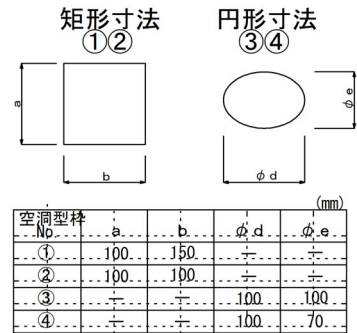 矩形寸法 円形寸法
①② ③④
a
b
φd
φe
(mm)
空洞型枠No a b φd φe
① 100 150 — —
② 100 100 — —
③ — — 100 100
④ — — 100 70